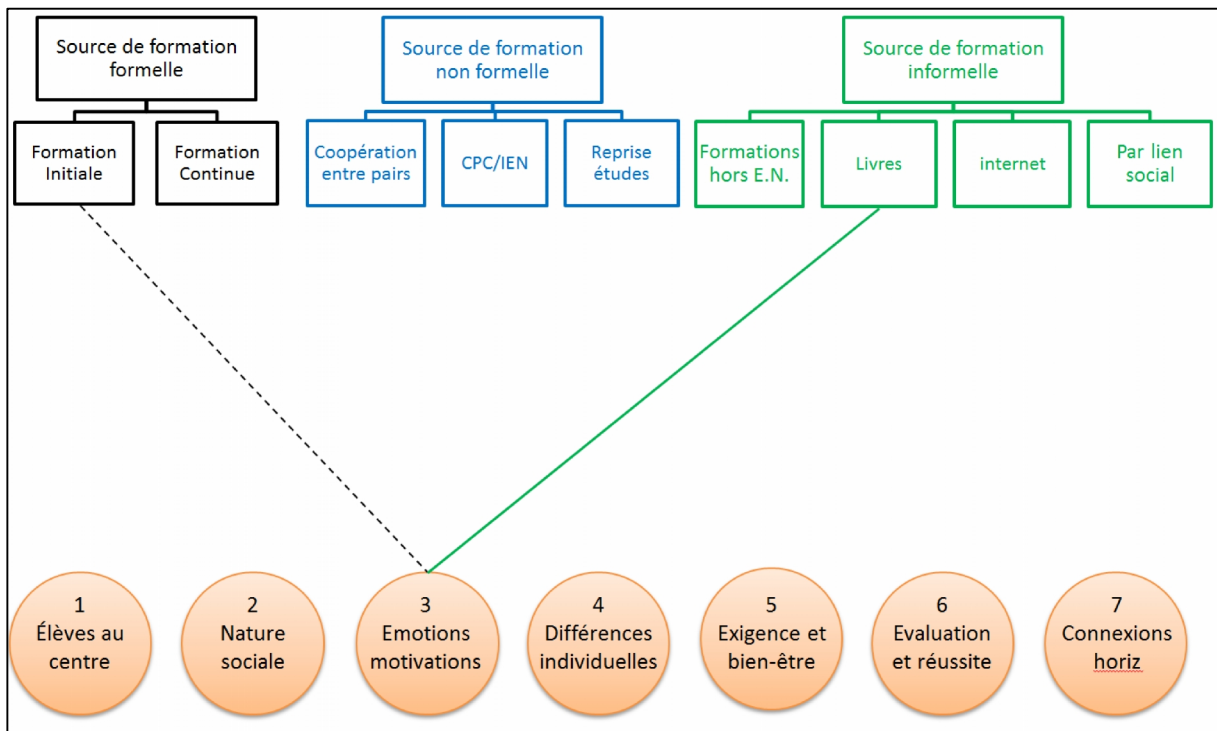 Source de formation
formelle
Source de formation
non formelle
Source de formation
informelle
Formation
Initiale
Formation
Continue
Coopération
entre pairs
CPC/IEN
Reprise
études
Formations
hors E.N.
Livres
internet
Par lien
social
1
Élèves au
centre
2
Nature
sociale
3
Emotions
motivations
4
Différences
individuelles
5
Exigence et
bien-être
6
Evaluation
et réussite
7
Connexions
horiz